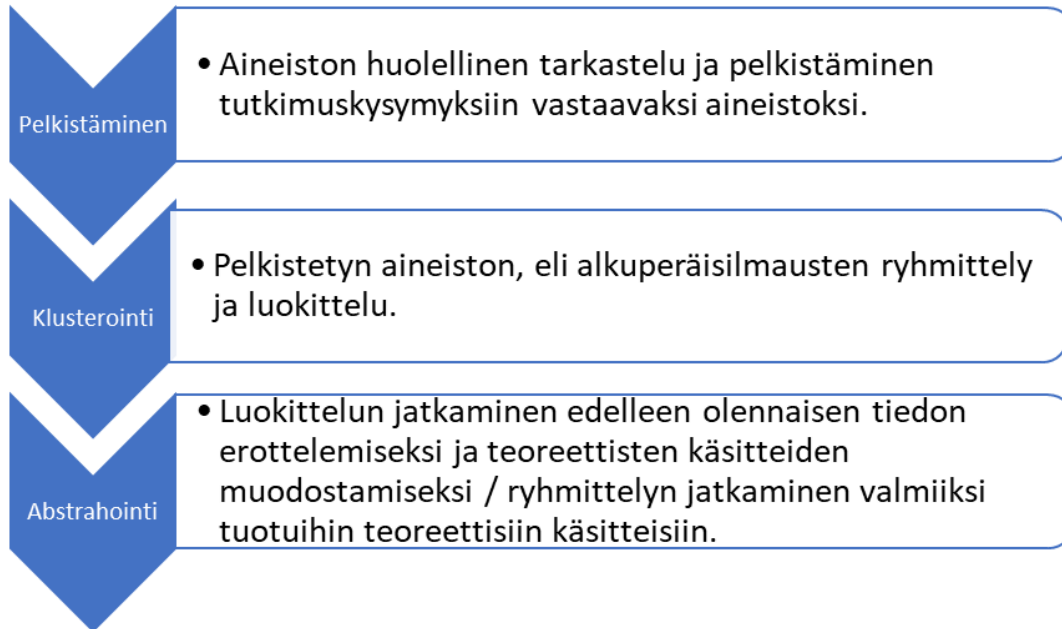 Pelkistäminen
• Aineiston huolellinen tarkastelu ja pelkistäminen
tutkimuskysymyksiin vastaavaksi aineistoksi.
Klusterointi
• Pelkistetyn aineiston, eli alkuperäisilmausten ryhmittely
ja luokittelu.
Abstrahointi
• Luokittelun jatkaminen edelleen olennaisen tiedon
erottelemiseksi ja teoreettisten käsitteiden
muodostamiseksi / ryhmittelyn jatkaminen valmiiksi
tuotuihin teoreettisiin käsitteisiin.